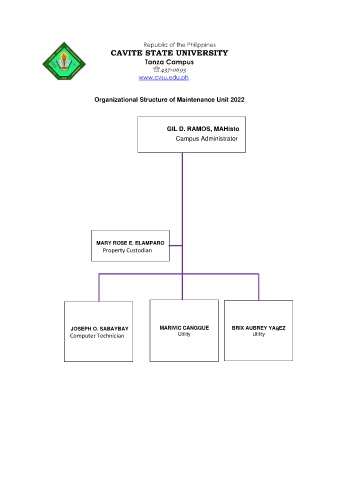 Republic of the Philippines
CAVITE STATE UNIVERSITY
Tanza Campus
☏ 437-0693
www.cvsu.edu.ph
Organizational Structure of Maintenance Unit 2022
GIL D. RAMOS, MAHisto
Campus Administrator
MARY ROSE E. ELAMPARO
Property Custodian
JOSEPH O. SABAYBAY
Computer Technician
MARIVIC CANGGUE
Utility
BRIX AUBREY YAgEZ
Utility